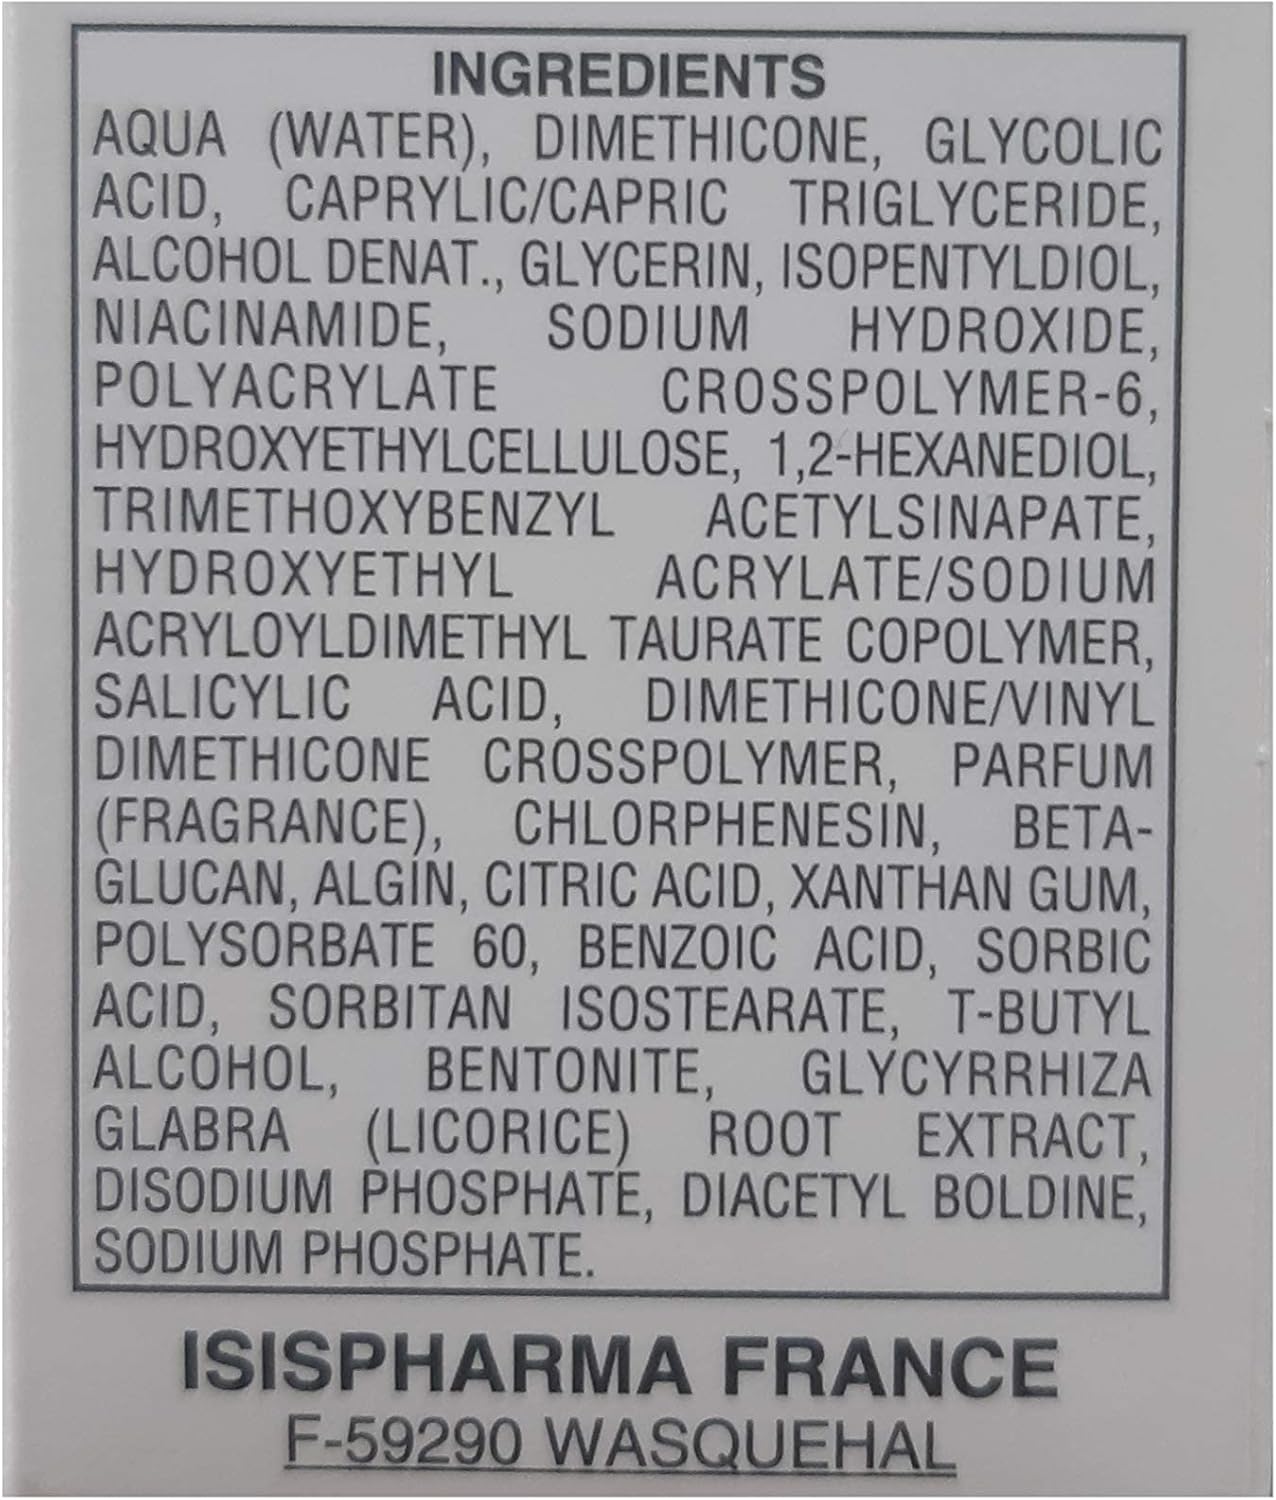 INGREDIENTS
AQUA (WATER), DIMETHICONE, GLYCOLIC
ACID, CAPRYLIC/CAPRIC TRIGLYCERIDE,
ALCOHOL DENAT., GLYCERIN, ISOPENTYLDIOL,
NIACINAMIDE, SODIUM HYDROXIDE,
POLYACRYLATE CROSSPOLYMER-6,
HYDROXYETHYLCELLULOSE, 1,2-HEXANEDIOL,
TRIMETHOXYBENZYL ACETYLSINAPATE,
HYDROXYETHYL ACRYLATE/SODIUM
ACRYLOYLDIMETHYL TAURATE COPOLYMER,
SALICYLIC ACID, DIMETHICONE/VINYL
DIMETHICONE CROSSPOLYMER, PARFUM
(FRAGRANCE), CHLORPHENESIN, BETA-
GLUCAN, ALGIN, CITRIC ACID, XANTHAN GUM,
POLYSORBATE 60, BENZOIC ACID, SORBIC
ACID, SORBITAN ISOSTEARATE, T-BUTYL
ALCOHOL, BENTONITE, GLYCYRRHIZA
GLABRA (LICORICE) ROOT EXTRACT,
DISODIUM PHOSPHATE, DIACETYL BOLDINE,
SODIUM PHOSPHATE.
ISISPHARMA FRANCE
F-59290 WASQUEHAL